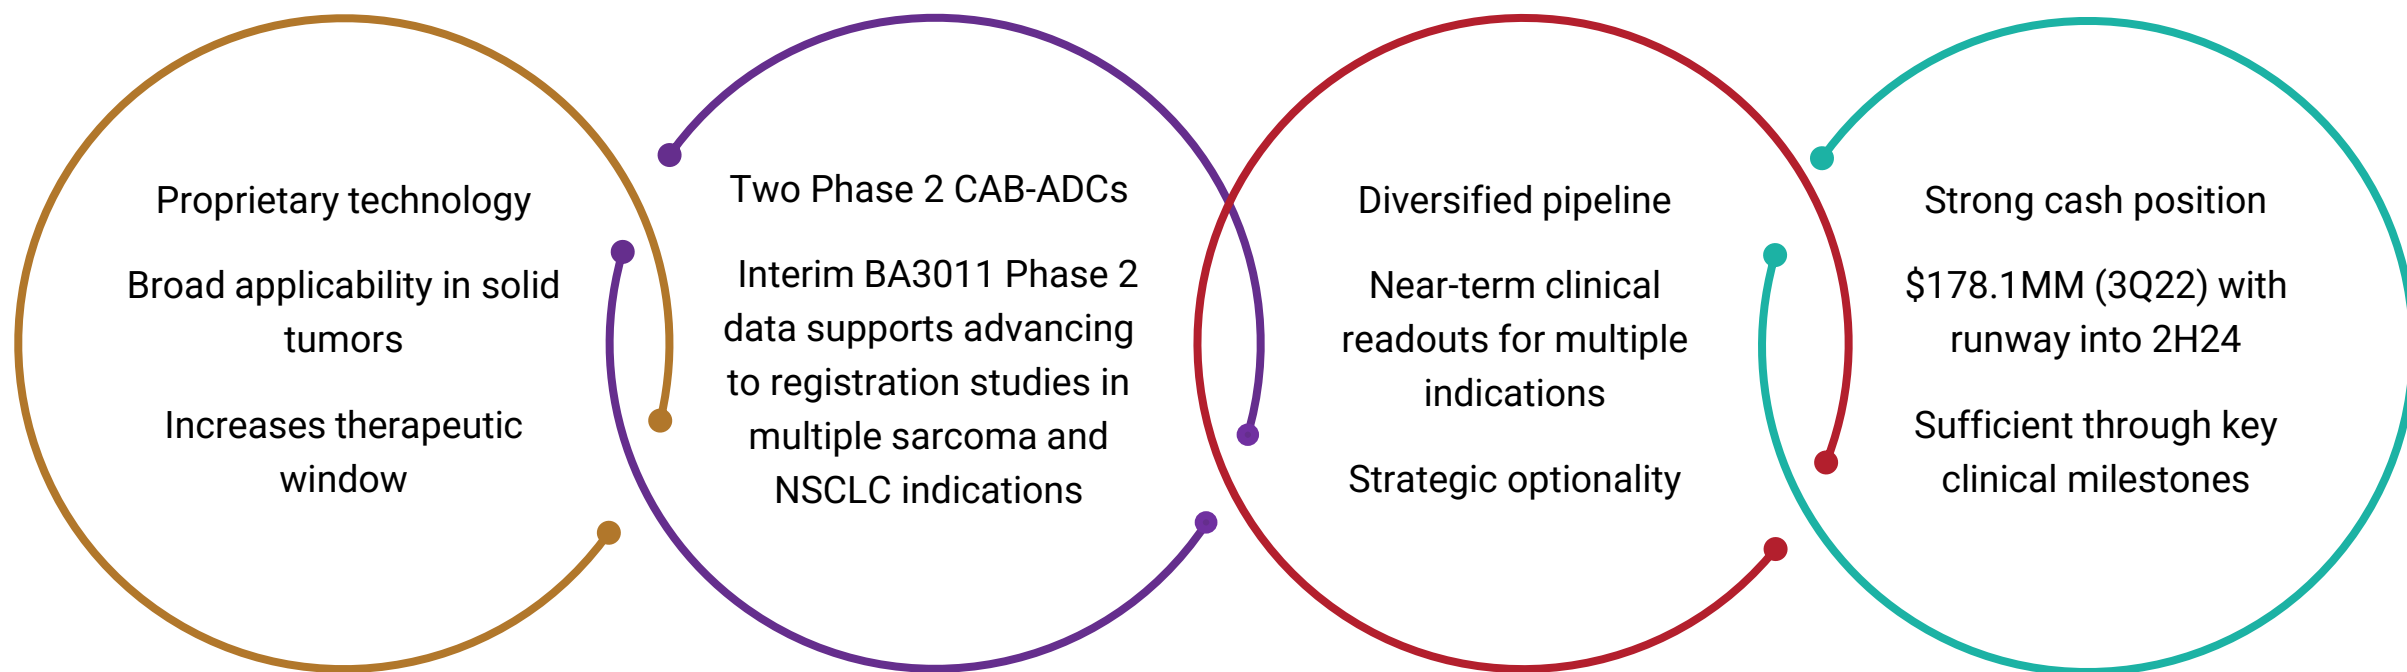 Proprietary technology
Broad applicability in solid
tumors
Increases therapeutic
window
Two Phase 2 CAB-ADCs
Interim BA3011 Phase 2
data supports advancing
to registration studies in
multiple sarcoma and
NSCLC indications
Diversified pipeline
Near-term clinical
readouts for multiple
indications
Strategic optionality
Strong cash position
$178.1MM (3Q22) with
runway into 2H24
Sufficient through key
clinical milestones